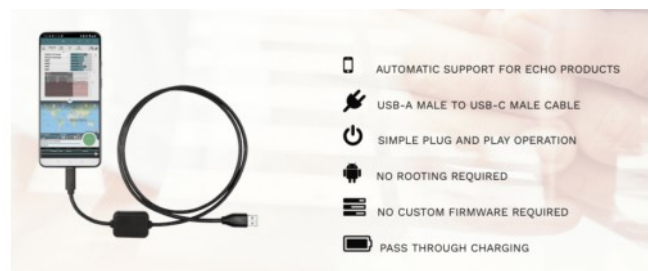 AUTOMATIC SUPPORT FOR ECHO PRODUCTS
USB-A MALE TO USB-C MALE CABLE
SIMPLE PLUG AND PLAY OPERATION
NO ROOTING REQUIRED
NO CUSTOM FIRMWARE REQUIRED
PASS THROUGH CHARGING